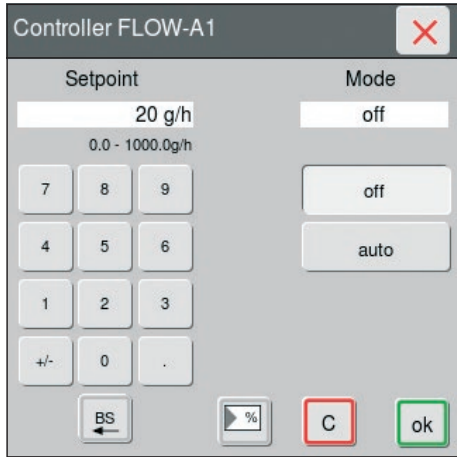 Controller FLOW-A1
Setpoint Mode
20 g/h off
0.0 - 1000.0g/h
7 8 9 off
4 5 6 auto
1 2 3
+/- 0 .
BS % C ok